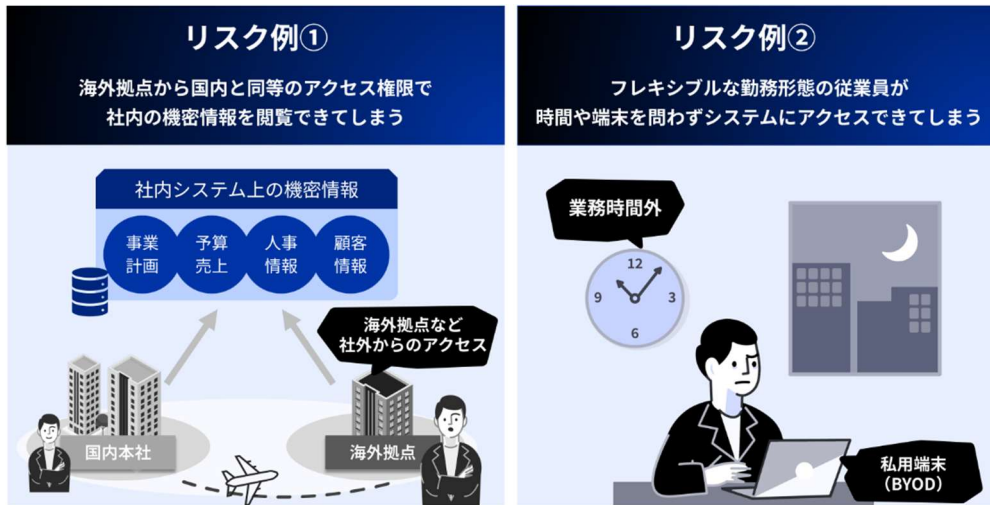 リスク例①
海外拠点から国内と同等のアクセス権限で
社内の機密情報を閲覧できてしまう
社内システム上の機密情報
事業
計画
予算
売上
人事
情報
顧客
情報
海外拠点など
社外からのアクセス
国内本社
海外拠点
リスク例②
フレキシブルな勤務形態の従業員が
時間や端末を問わずシステムにアクセスできてしまう
業務時間外
12
9
3
6
私用端末
（BYOD）